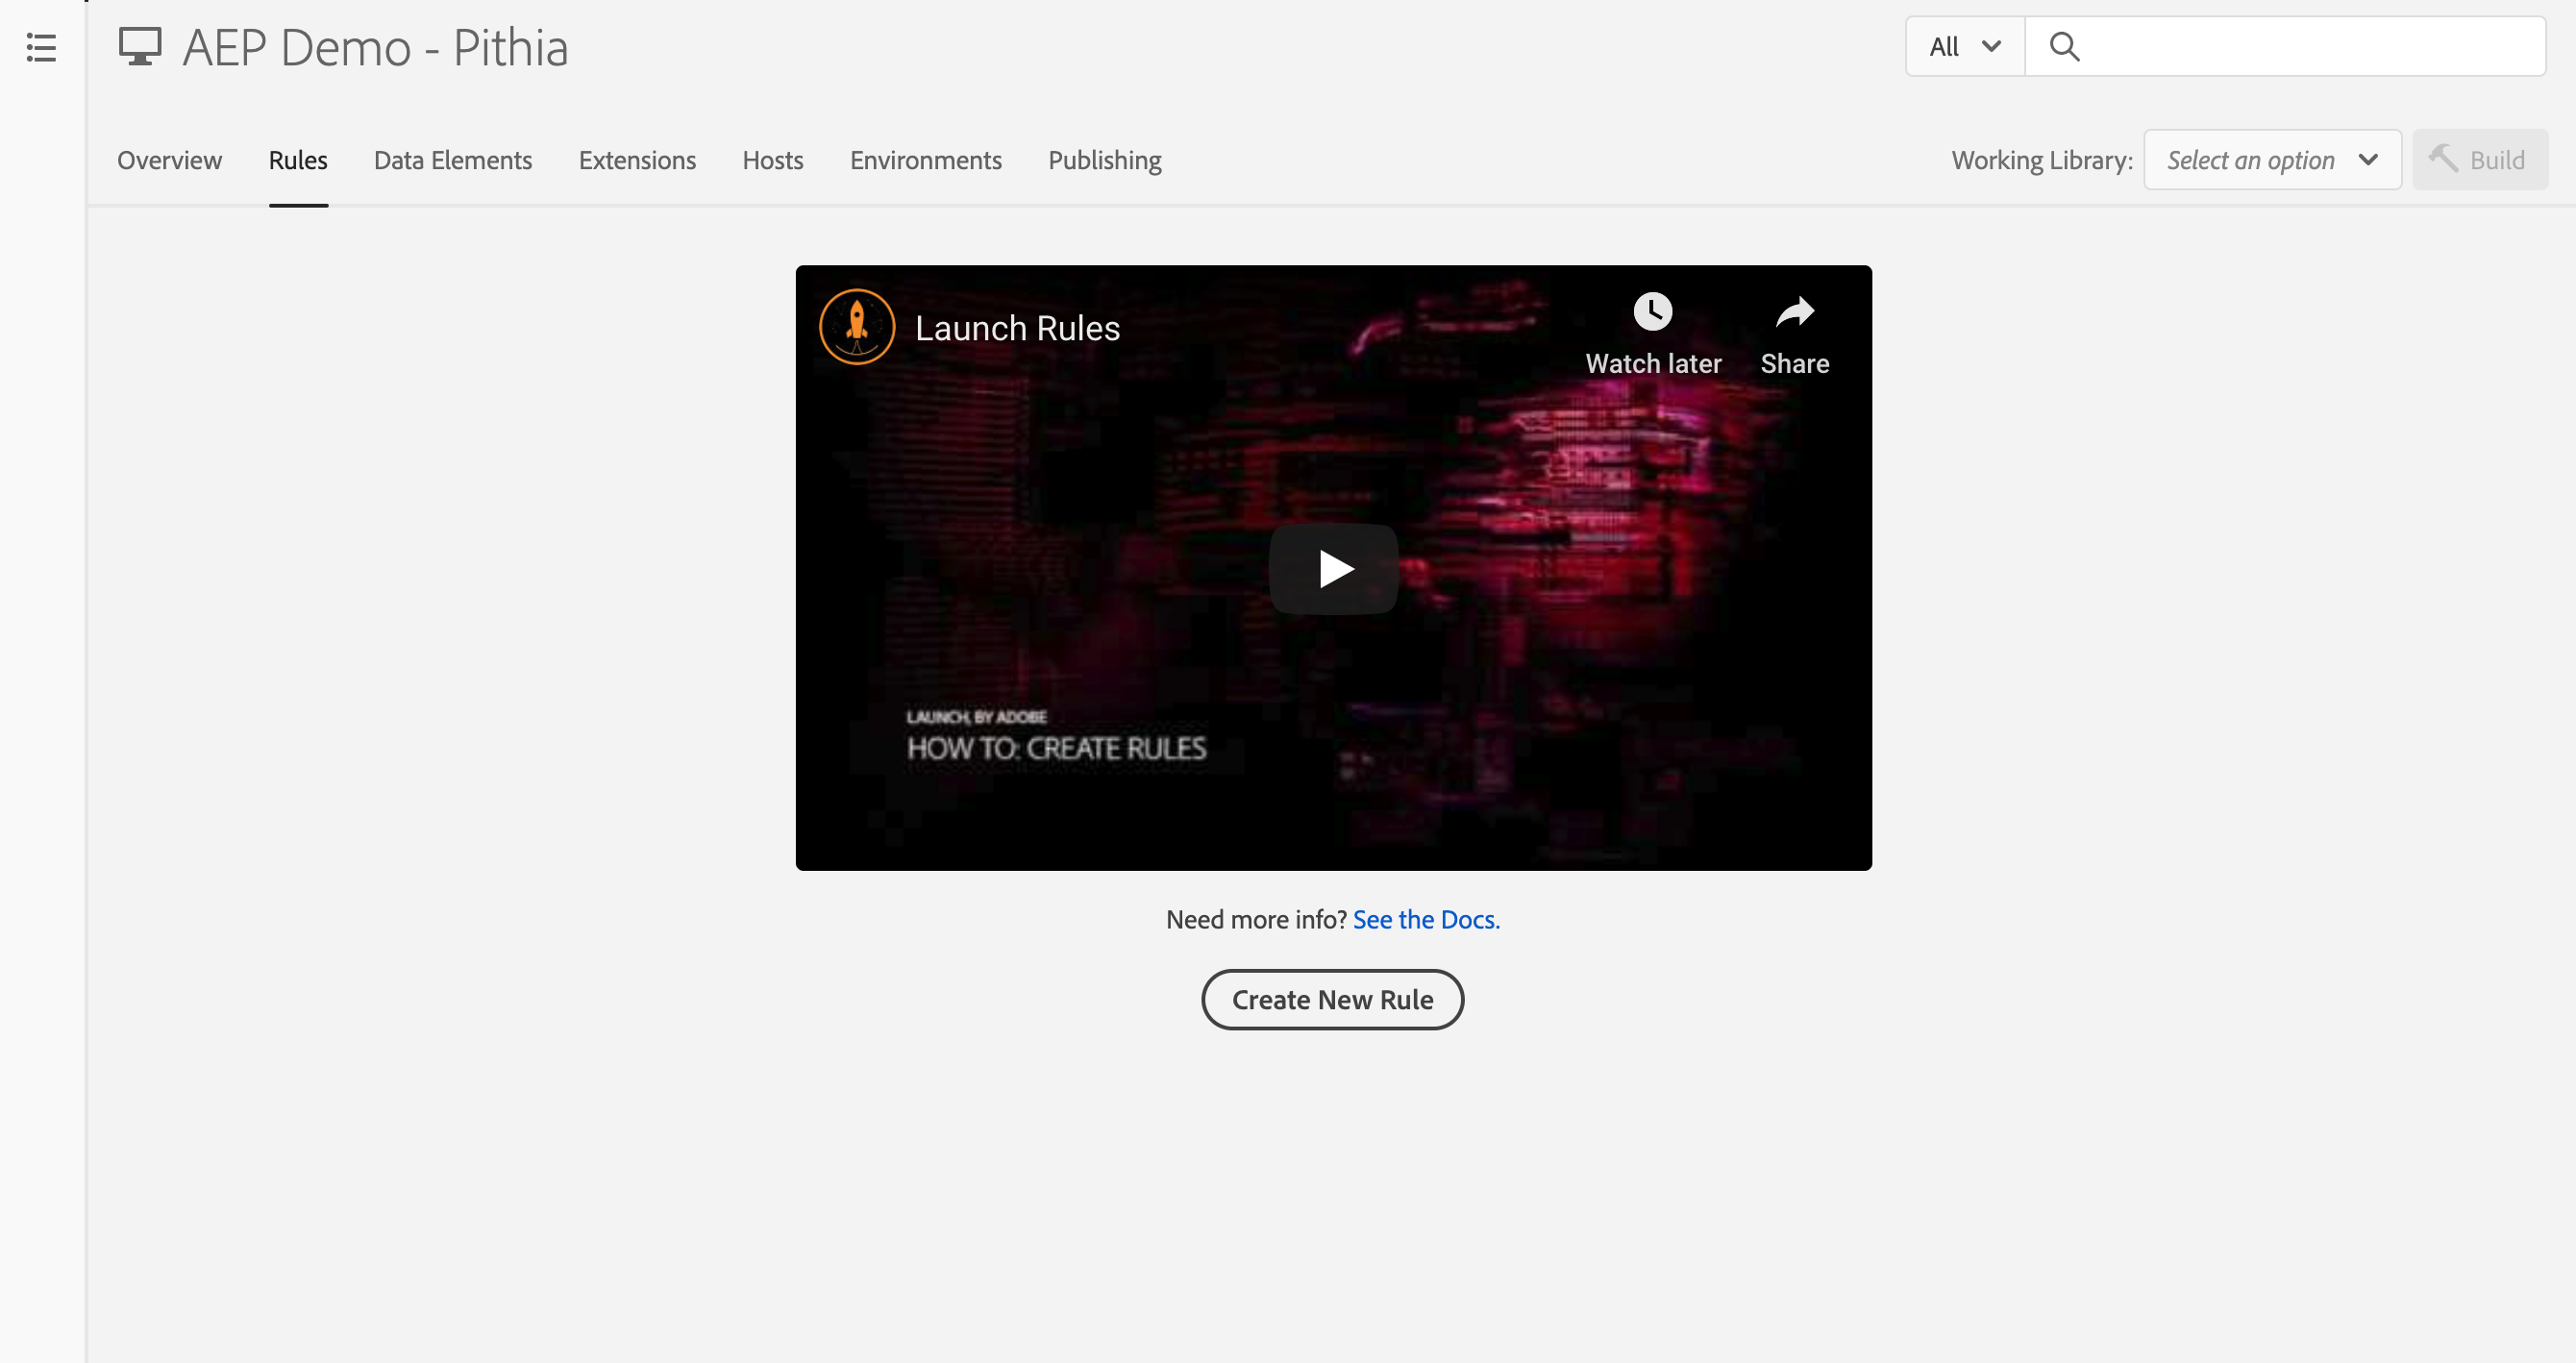 AEP Demo - Pithia
All
Overview Rules Data Elements Extensions Hosts Environments Publishing Working Library: Select an option Build
Launch Rules
Watch later Share
LAUNCH, BY ADOBE
HOW TO: CREATE RULES
Need more info? See the Docs.
Create New Rule